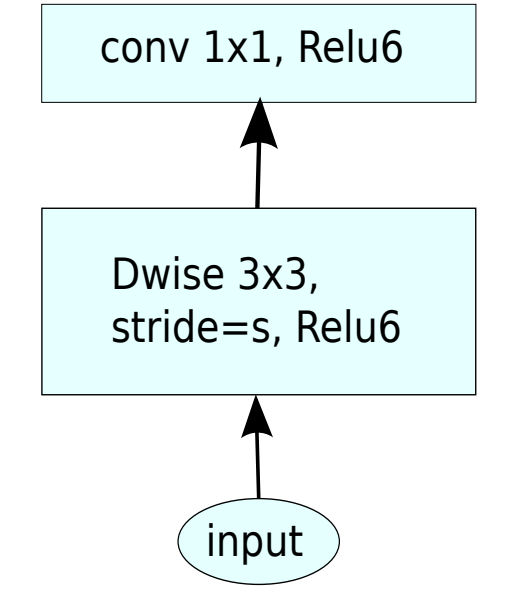 conv 1x1, Relu6
Dwise 3x3,
stride=s, Relu6
input